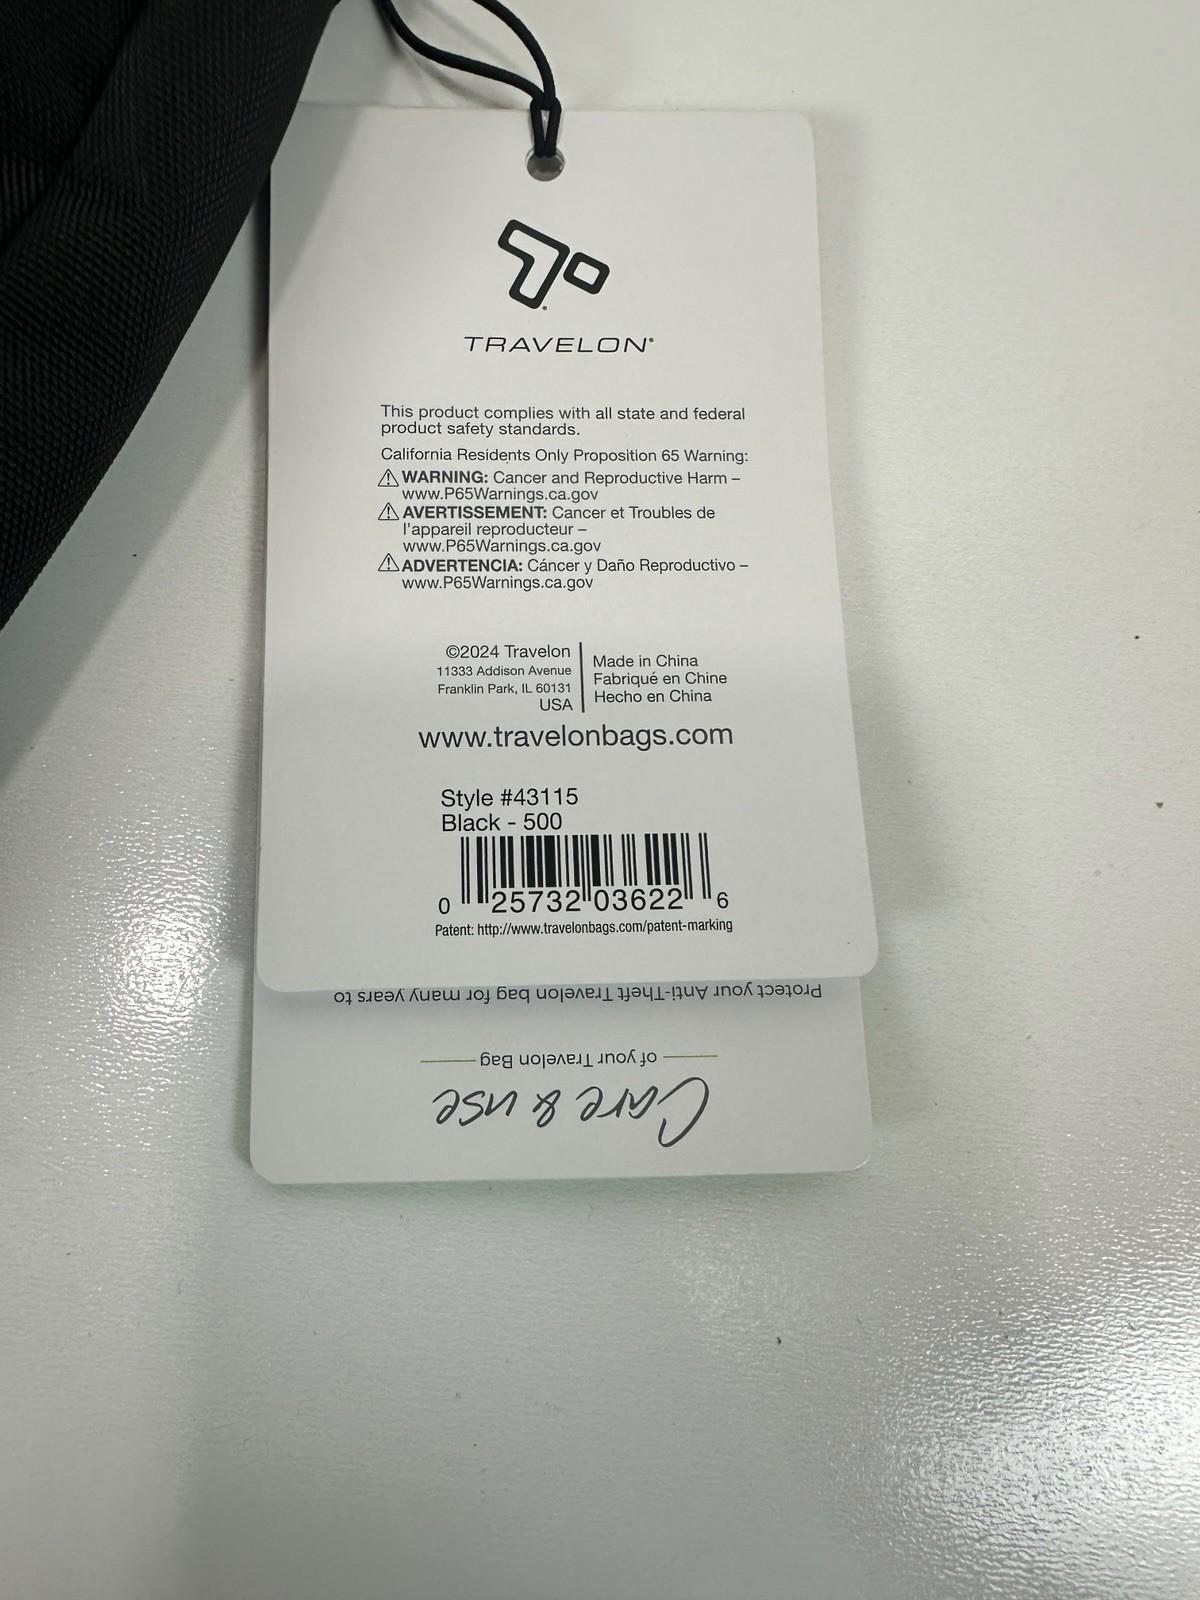 TRAVELON®
This product complies with all state and federal
product safety standards.
California Residents Only Proposition 65 Warning:
⚠ WARNING: Cancer and Reproductive Harm –
www.P65Warnings.ca.gov
⚠ AVERTISSEMENT: Cancer et Troubles de
l'appareil reproducteur –
www.P65Warnings.ca.gov
⚠ ADVERTENCIA: Cáncer y Daño Reproductivo –
www.P65Warnings.ca.gov
©2024 Travelon
11333 Addison Avenue
Franklin Park, IL 60131
USA
Made in China
Fabriqué en Chine
Hecho en China
www.travelonbags.com
Style #43115
Black - 500
0 25732 03622 6
Patent: http://www.travelonbags.com/patent-marking
Care & use
of your Travelon Bag
Protect your Anti-Theft Travelon bag for many years to